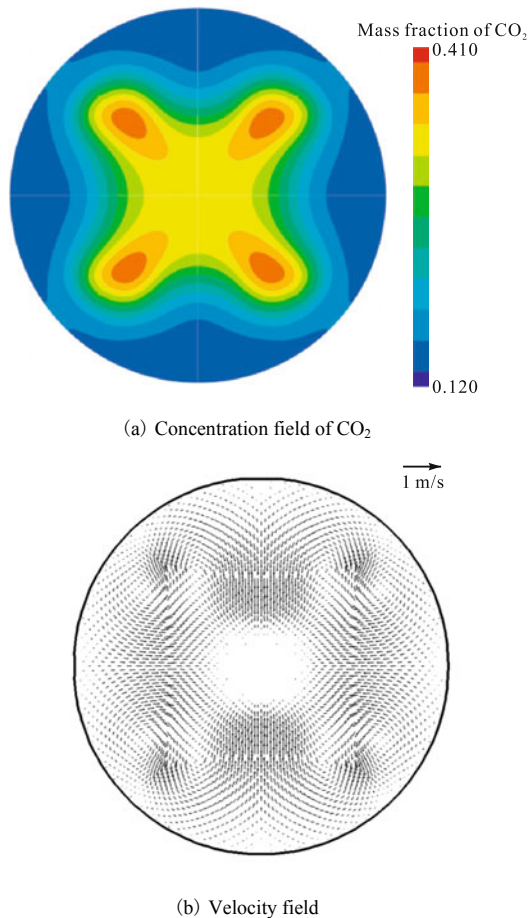 Mass fraction of CO₂
0.410
0.120
(a) Concentration field of CO₂
1 m/s
(b) Velocity field